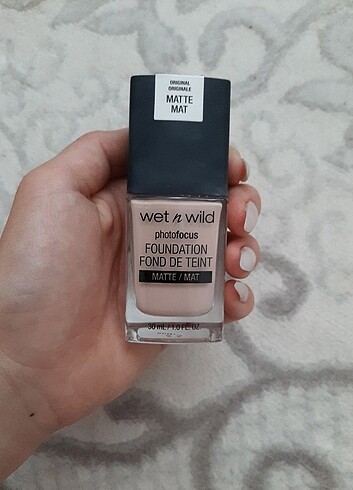 ORIGINAL
ORIGINALE
MATTE
MAT
wet n wild
photofocus
FOUNDATION
FOND DE TEINT
MATTE / MAT
30 mL / 1.0 FL. OZ.